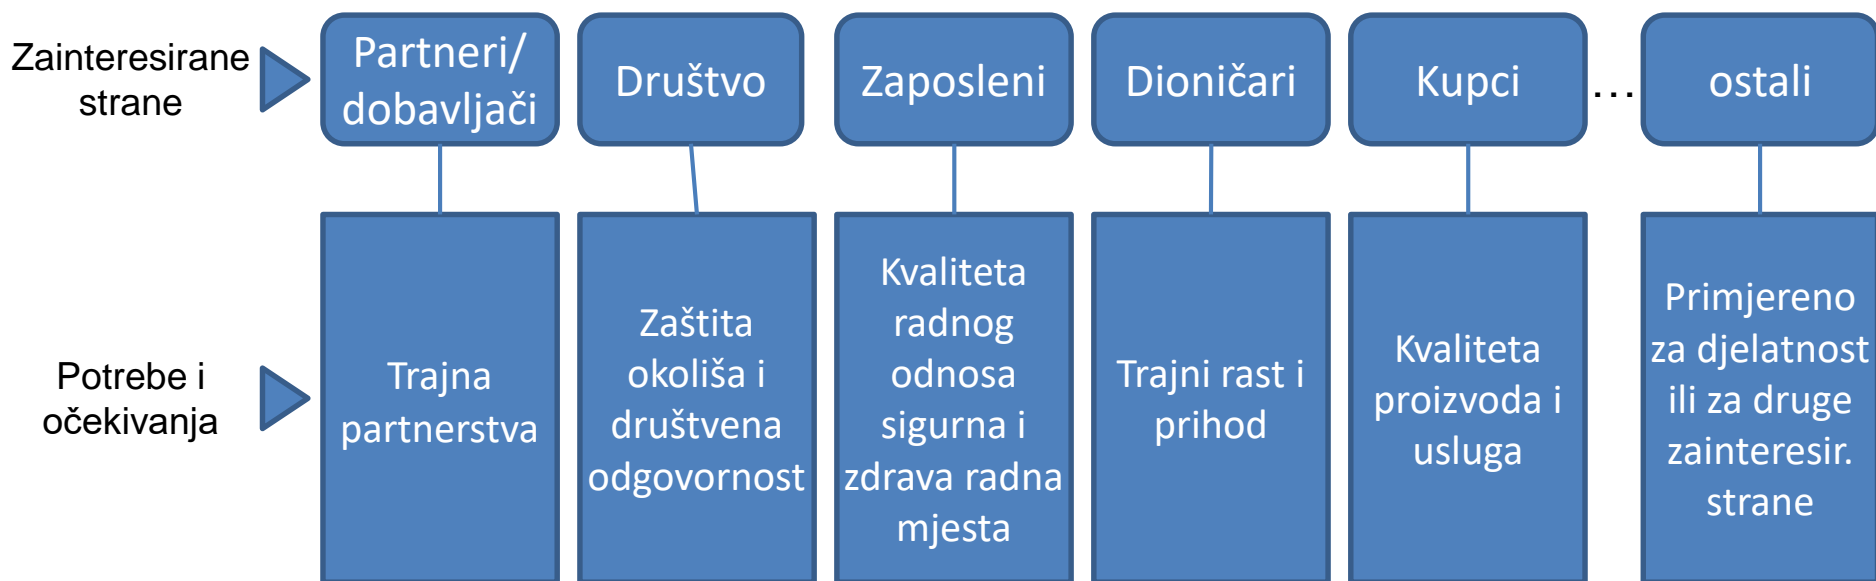 Zainteresirane
strane
Partneri/
dobavljači
Društvo
Zaposleni
Dioničari
Kupci
...
ostali
Potrebe i
očekivanja
Trajna
partnerstva
Zaštita
okoliša i
društvena
odgovornost
Kvaliteta
radnog
odnosa
sigurna i
zdrava radna
mjesta
Trajni rast i
prihod
Kvaliteta
proizvoda i
usluga
Primjereno
za djelatnost
ili za druge
zainteresir.
strane